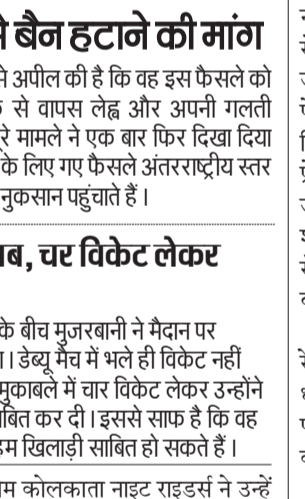 से बैन हटाने की मांग
से अपील की है कि वह इस फैसले को
से वापस लेह्व और अपनी गलती
रे मामले ने एक बार फिर दिखा दिया
के लिए गए फैसले अंतरराष्ट्रीय स्तर
नुकसान पहुंचाते हैं।
ब, चर विकेट लेकर
के बीच मुजरबानी ने मैदान पर
ा। डेब्यू मैच में भले ही विकेट नहीं
मुकाबले में चार विकेट लेकर उन्होंने
ाबित कर दी। इससे साफ है कि वह
हम खिलाड़ी साबित हो सकते हैं।
म कोलकाता नाइट राइडर्स ने उन्हें